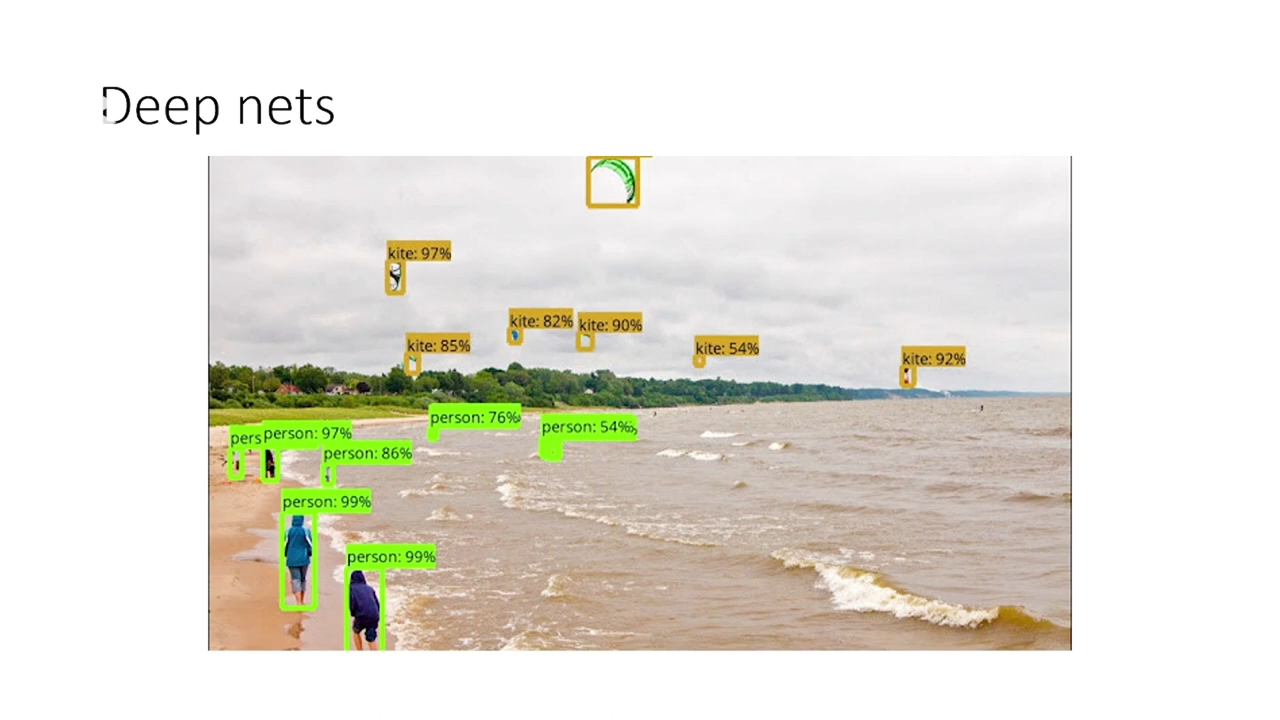 Deep nets
kite: 97%
kite: 82%
kite: 90%
kite: 85%
kite: 54%
kite: 92%
person: 76%
person: 54%
pers
person: 97%
person: 86%
person: 99%
person: 99%